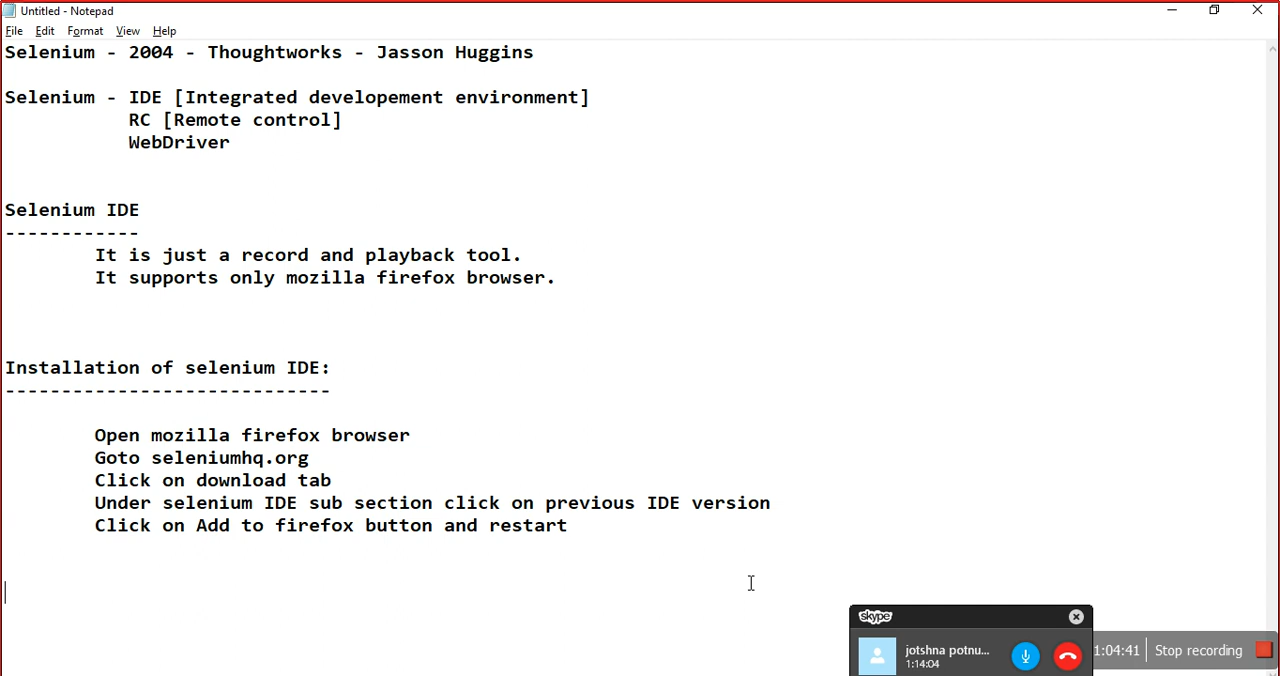 Untitled - Notepad
File Edit Format View Help
Selenium - 2004 - Thoughtworks - Jasson Huggins
Selenium - IDE [Integrated developement environment]
RC [Remote control]
WebDriver
Selenium IDE
------------
It is just a record and playback tool.
It supports only mozilla firefox browser.
Installation of selenium IDE:
-----------------------------
Open mozilla firefox browser
Goto seleniumhq.org
Click on download tab
Under selenium IDE sub section click on previous IDE version
Click on Add to firefox button and restart
skype
jotshna potnu...
1:14:04
1:04:41 Stop recording